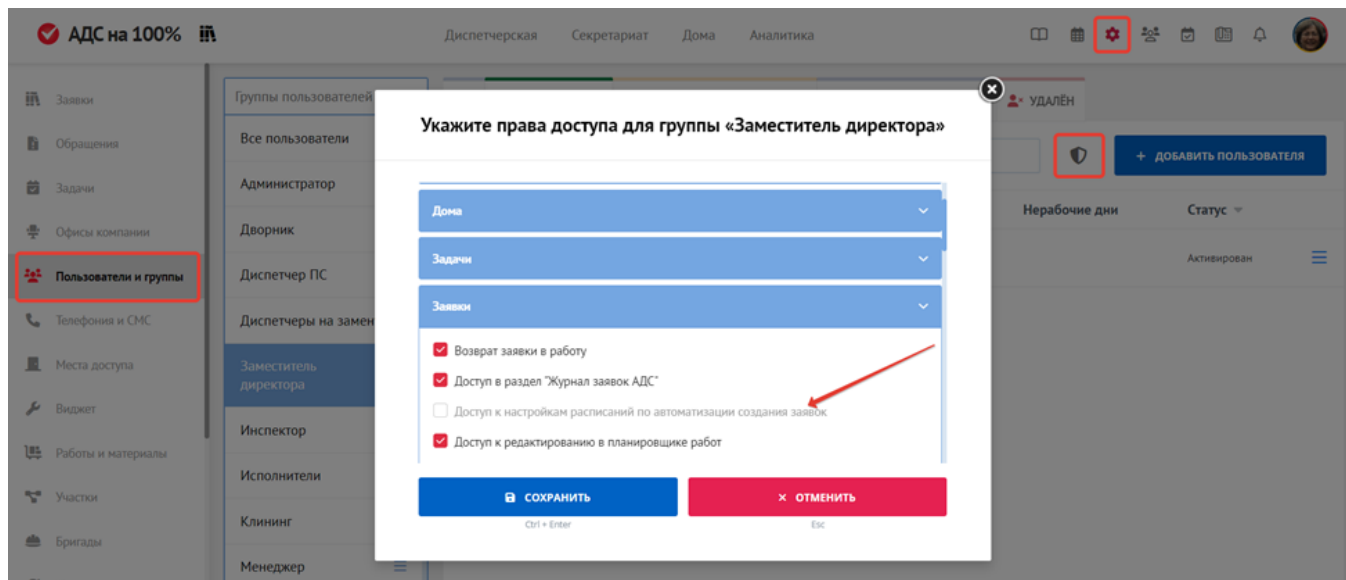 АДС на 100%
Диспетчерская Секретариат Дома Аналитика
Заявки
Обращения
Задачи
Офисы компании
Пользователи и группы
Телефония и СМС
Места доступа
Виджет
Работы и материалы
Участки
Бригады
Группы пользователей
Все пользователи
Администратор
Дворник
Диспетчер ПС
Диспетчеры на замен
Заместитель
директора
Инспектор
Исполнители
Клининг
Менеджер
УДАЛЁН
+ ДОБАВИТЬ ПОЛЬЗОВАТЕЛЯ
Нерабочие дни Статус
Активирован
Укажите права доступа для группы «Заместитель директора»
Дома
Задачи
Заявки
Возврат заявки в работу
Доступ в раздел "Журнал заявок АДС"
Доступ к настройкам расписаний по автоматизации создания заявок
Доступ к редактированию в планировщике работ
СОХРАНИТЬ × ОТМЕНИТЬ
Ctrl + Enter Esc